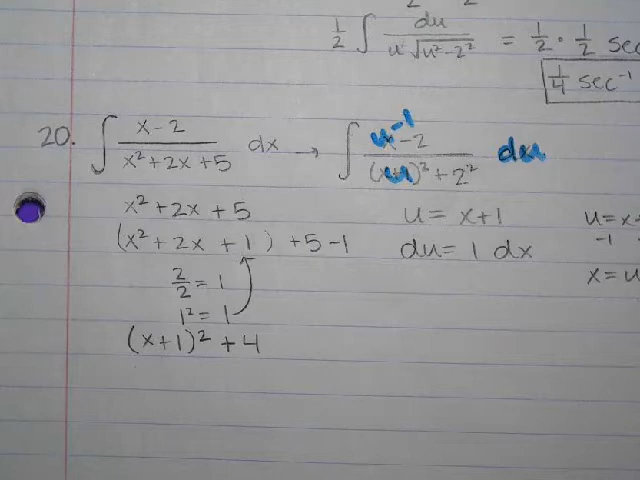 1/2 ∫ du / u √u²-2² = 1/2 · 1/2 sec
1/4 sec⁻¹
20. ∫ x-2 / x²+2x+5 dx → ∫ u-1-2 / (u)²+2² du
x²+2x+5
u = x+1
u=x
(x²+2x+1) +5-1
du = 1 dx
-1
2/2 = 1
x=u
1² = 1
(x+1)²+4